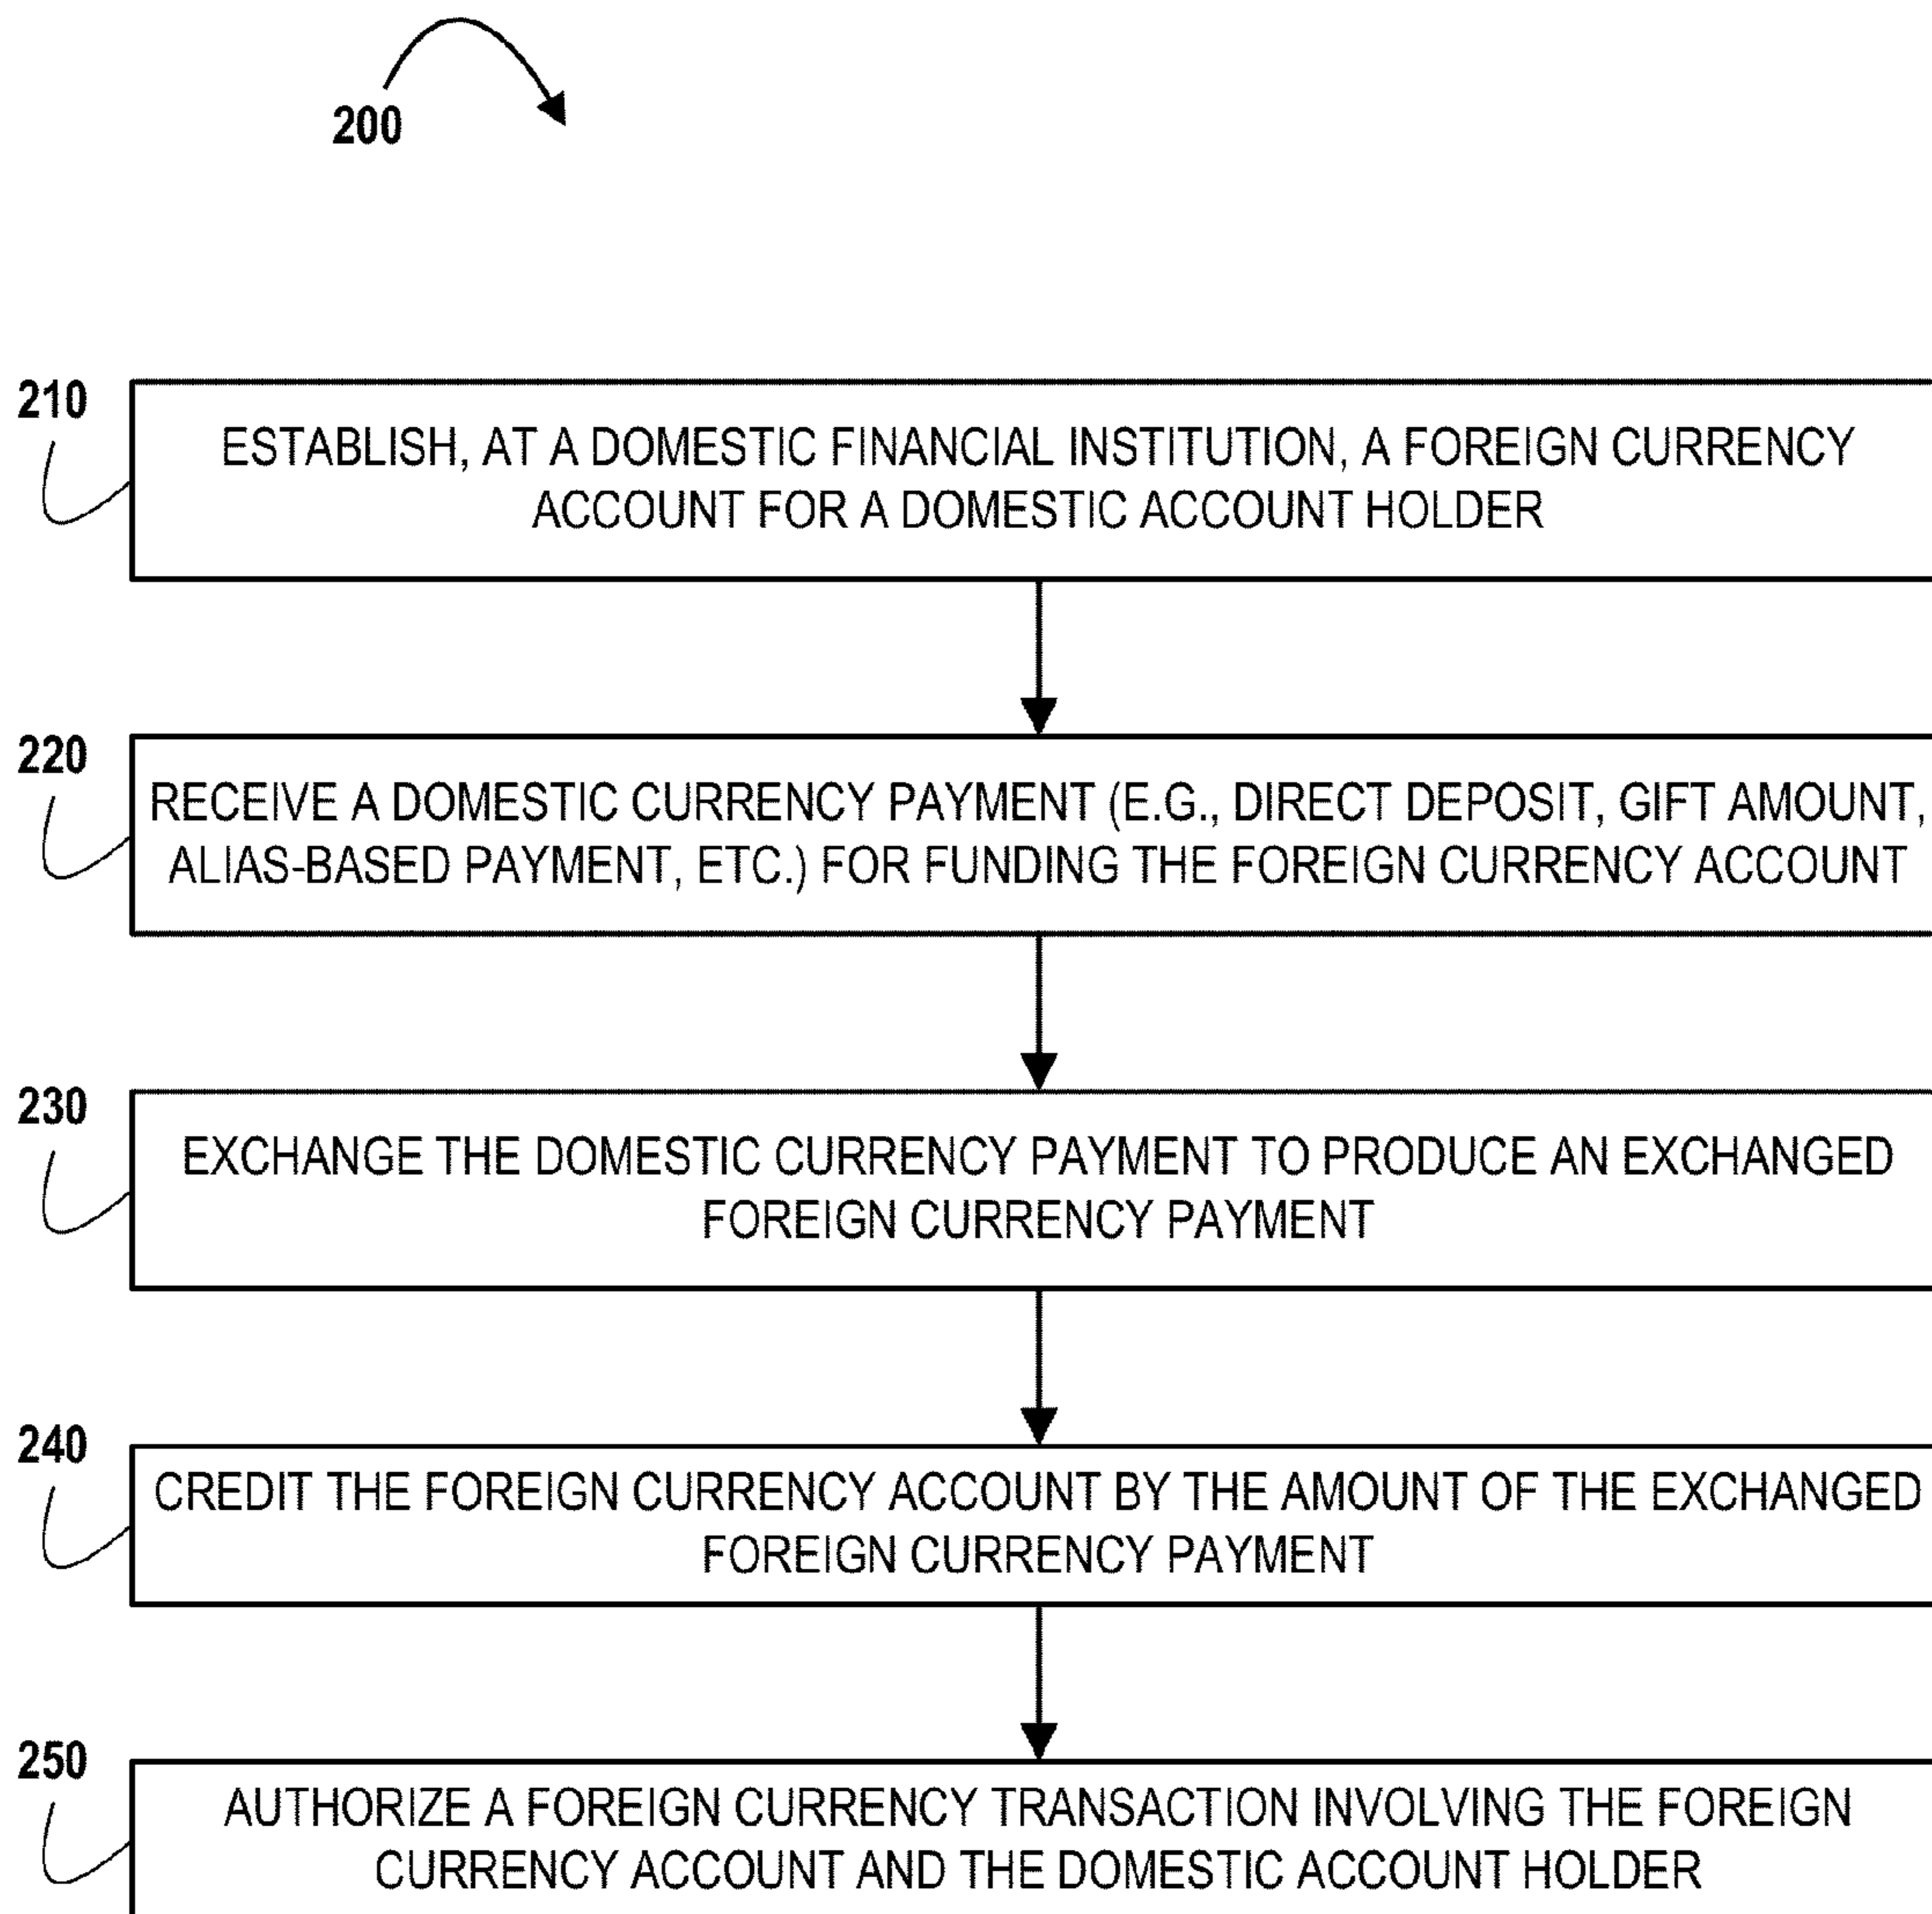 200
210
ESTABLISH, AT A DOMESTIC FINANCIAL INSTITUTION, A FOREIGN CURRENCY
ACCOUNT FOR A DOMESTIC ACCOUNT HOLDER
220
RECEIVE A DOMESTIC CURRENCY PAYMENT (E.G., DIRECT DEPOSIT, GIFT AMOUNT,
ALIAS-BASED PAYMENT, ETC.) FOR FUNDING THE FOREIGN CURRENCY ACCOUNT
230
EXCHANGE THE DOMESTIC CURRENCY PAYMENT TO PRODUCE AN EXCHANGED
FOREIGN CURRENCY PAYMENT
240
CREDIT THE FOREIGN CURRENCY ACCOUNT BY THE AMOUNT OF THE EXCHANGED
FOREIGN CURRENCY PAYMENT
250
AUTHORIZE A FOREIGN CURRENCY TRANSACTION INVOLVING THE FOREIGN
CURRENCY ACCOUNT AND THE DOMESTIC ACCOUNT HOLDER